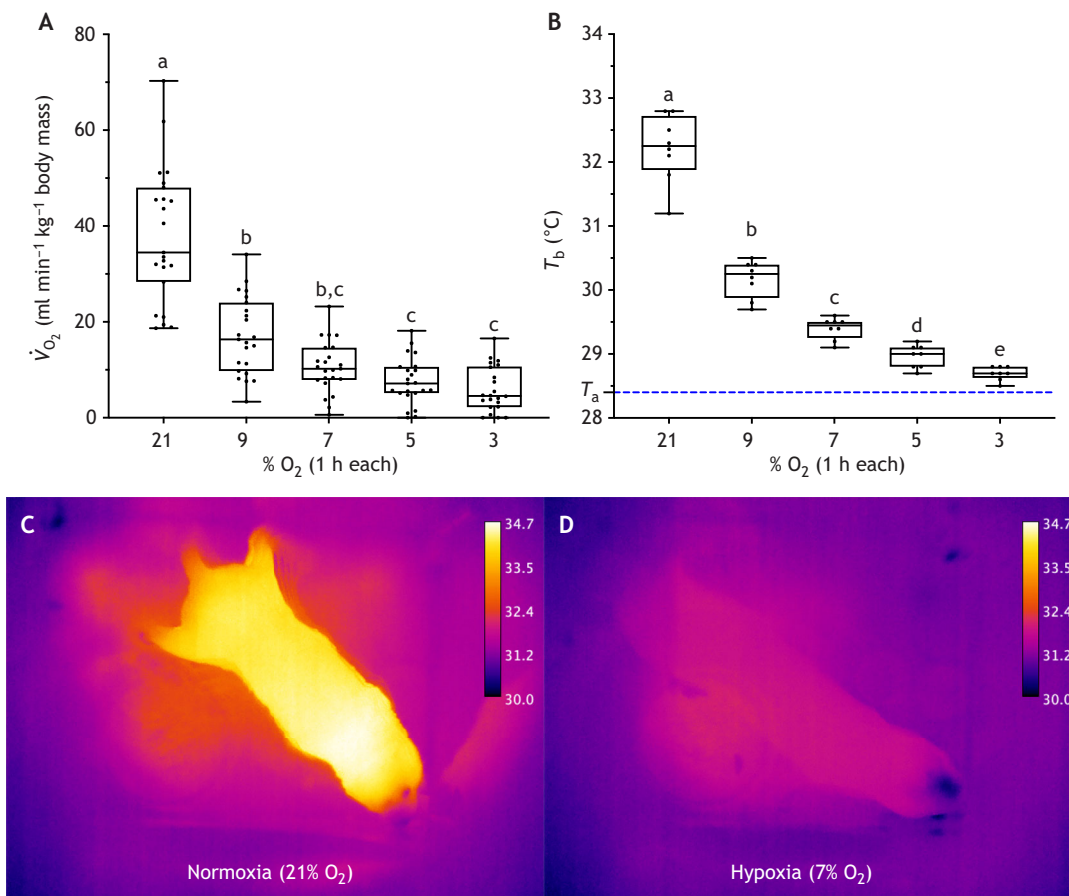 A
80
60
40
20
0
V̇O₂ (ml min⁻¹ kg⁻¹ body mass)
a
b
b,c
c
c
21 9 7 5 3
% O₂ (1 h each)
B
34
33
32
31
30
29
Tₐ
28
T_b (°C)
a
b
c
d
e
21 9 7 5 3
% O₂ (1 h each)
C
34.7
33.5
32.4
31.2
30.0
Normoxia (21% O₂)
D
34.7
33.5
32.4
31.2
30.0
Hypoxia (7% O₂)